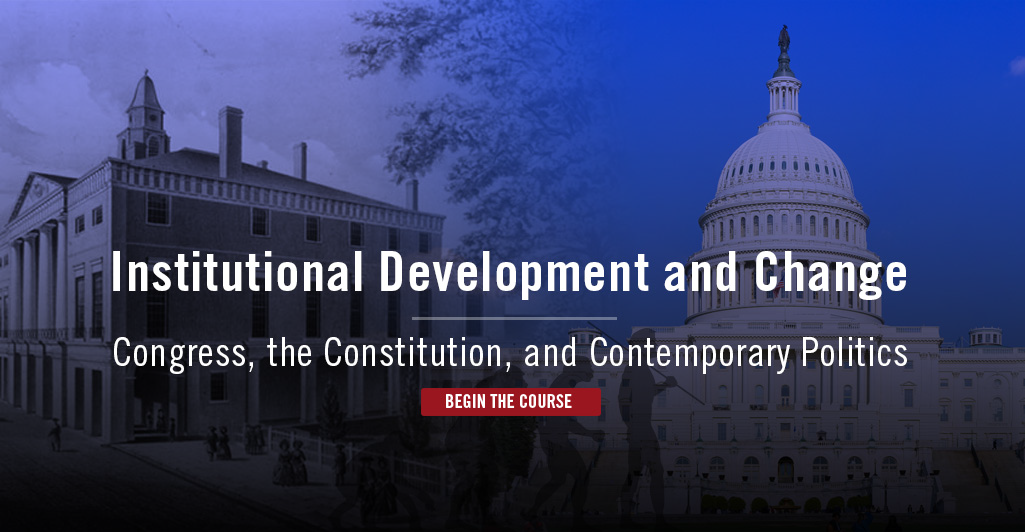 Institutional Development and Change
Congress, the Constitution, and Contemporary Politics
BEGIN THE COURSE